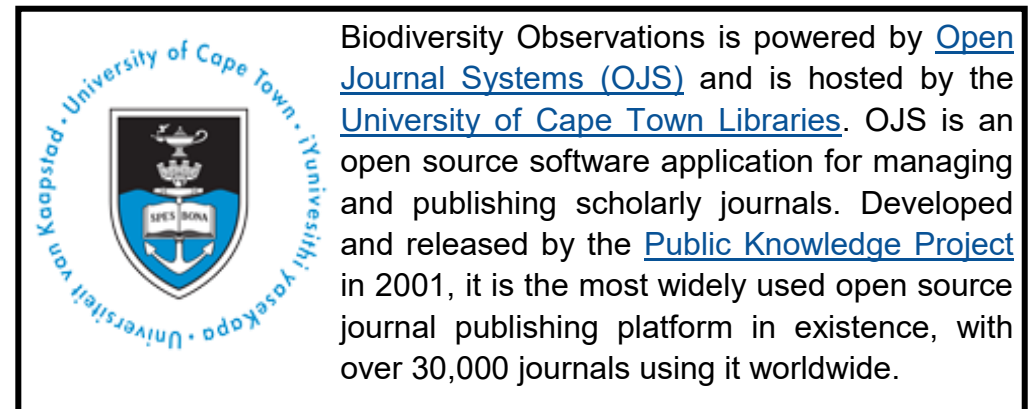 University of Cape Town · iYunivesithi yaseKapa · Universiteit van Kaapstad ·
SPES BONA
Biodiversity Observations is powered by Open
Journal Systems (OJS) and is hosted by the
University of Cape Town Libraries. OJS is an
open source software application for managing
and publishing scholarly journals. Developed
and released by the Public Knowledge Project
in 2001, it is the most widely used open source
journal publishing platform in existence, with
over 30,000 journals using it worldwide.